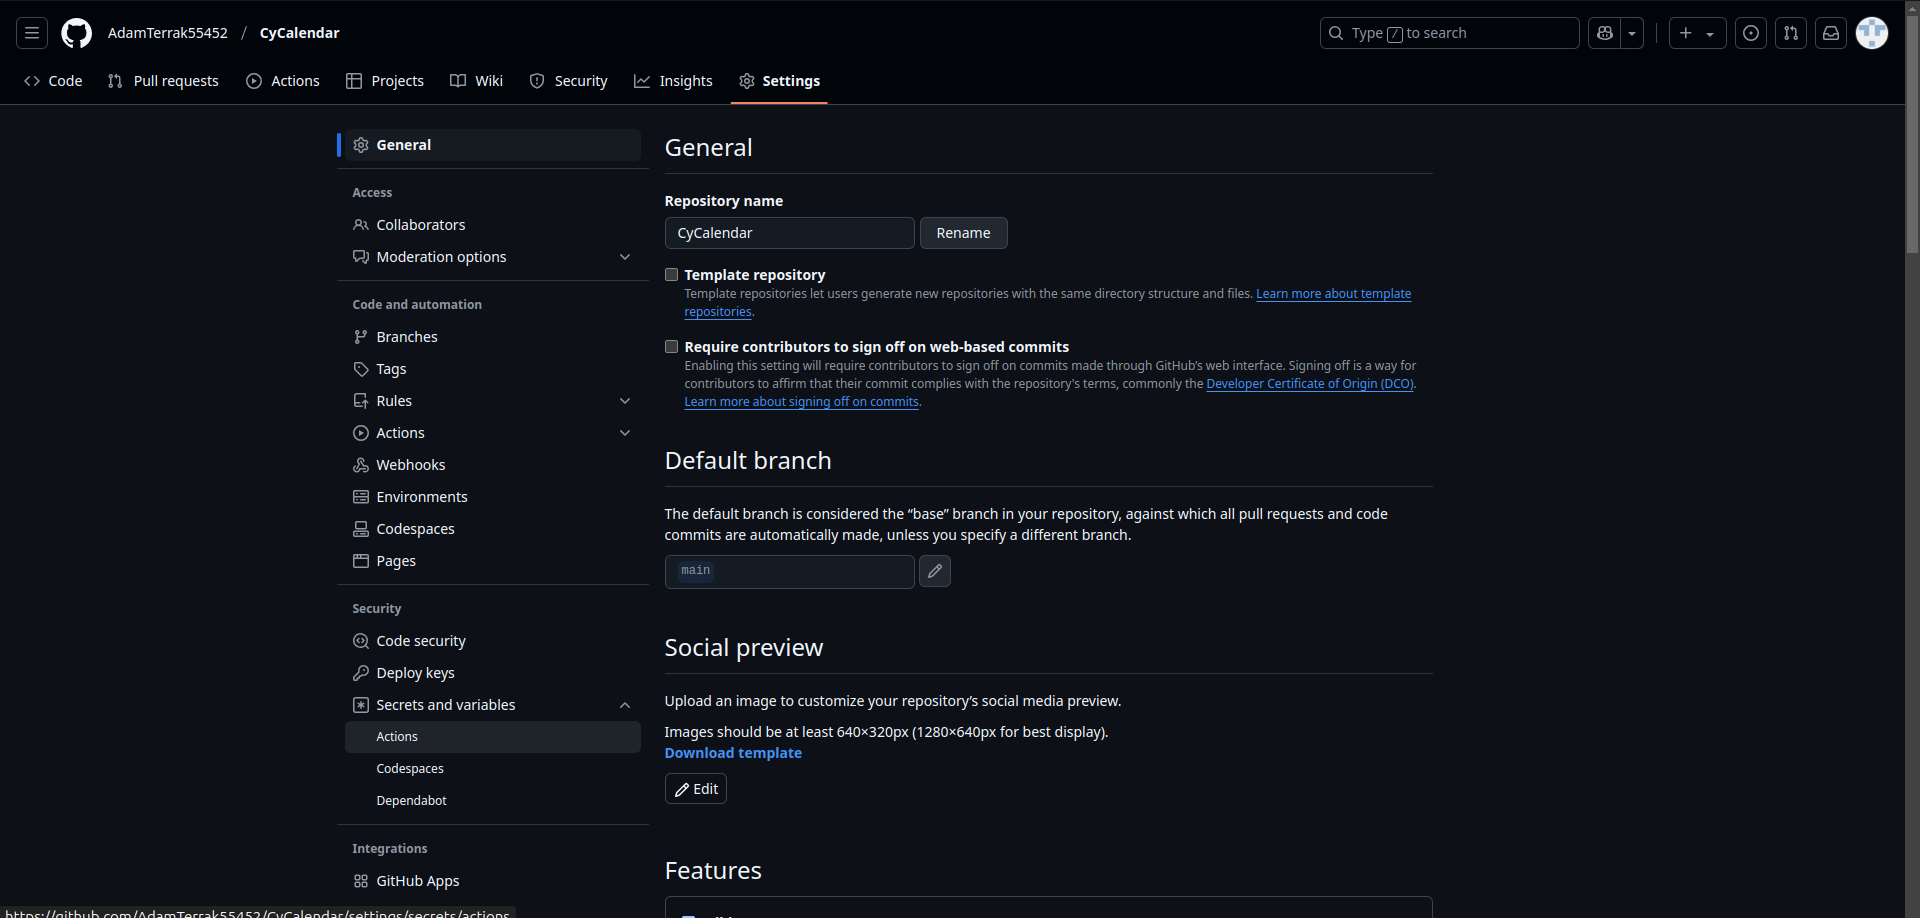 AdamTerrak55452 / CyCalendar
Type / to search
Code Pull requests Actions Projects Wiki Security Insights Settings
General
Access
Collaborators
Moderation options
Code and automation
Branches
Tags
Rules
Actions
Webhooks
Environments
Codespaces
Pages
Security
Code security
Deploy keys
Secrets and variables
Actions
Codespaces
Dependabot
Integrations
GitHub Apps
General
Repository name
CyCalendar Rename
Template repository
Template repositories let users generate new repositories with the same directory structure and files. Learn more about template
repositories.
Require contributors to sign off on web-based commits
Enabling this setting will require contributors to sign off on commits made through GitHub's web interface. Signing off is a way for
contributors to affirm that their commit complies with the repository's terms, commonly the Developer Certificate of Origin (DCO).
Learn more about signing off on commits.
Default branch
The default branch is considered the “base” branch in your repository, against which all pull requests and code
commits are automatically made, unless you specify a different branch.
main
Social preview
Upload an image to customize your repository’s social media preview.
Images should be at least 640×320px (1280×640px for best display).
Download template
Edit
Features
https://github.com/AdamTerrak55452/CyCalendar/settings/secrets/actions